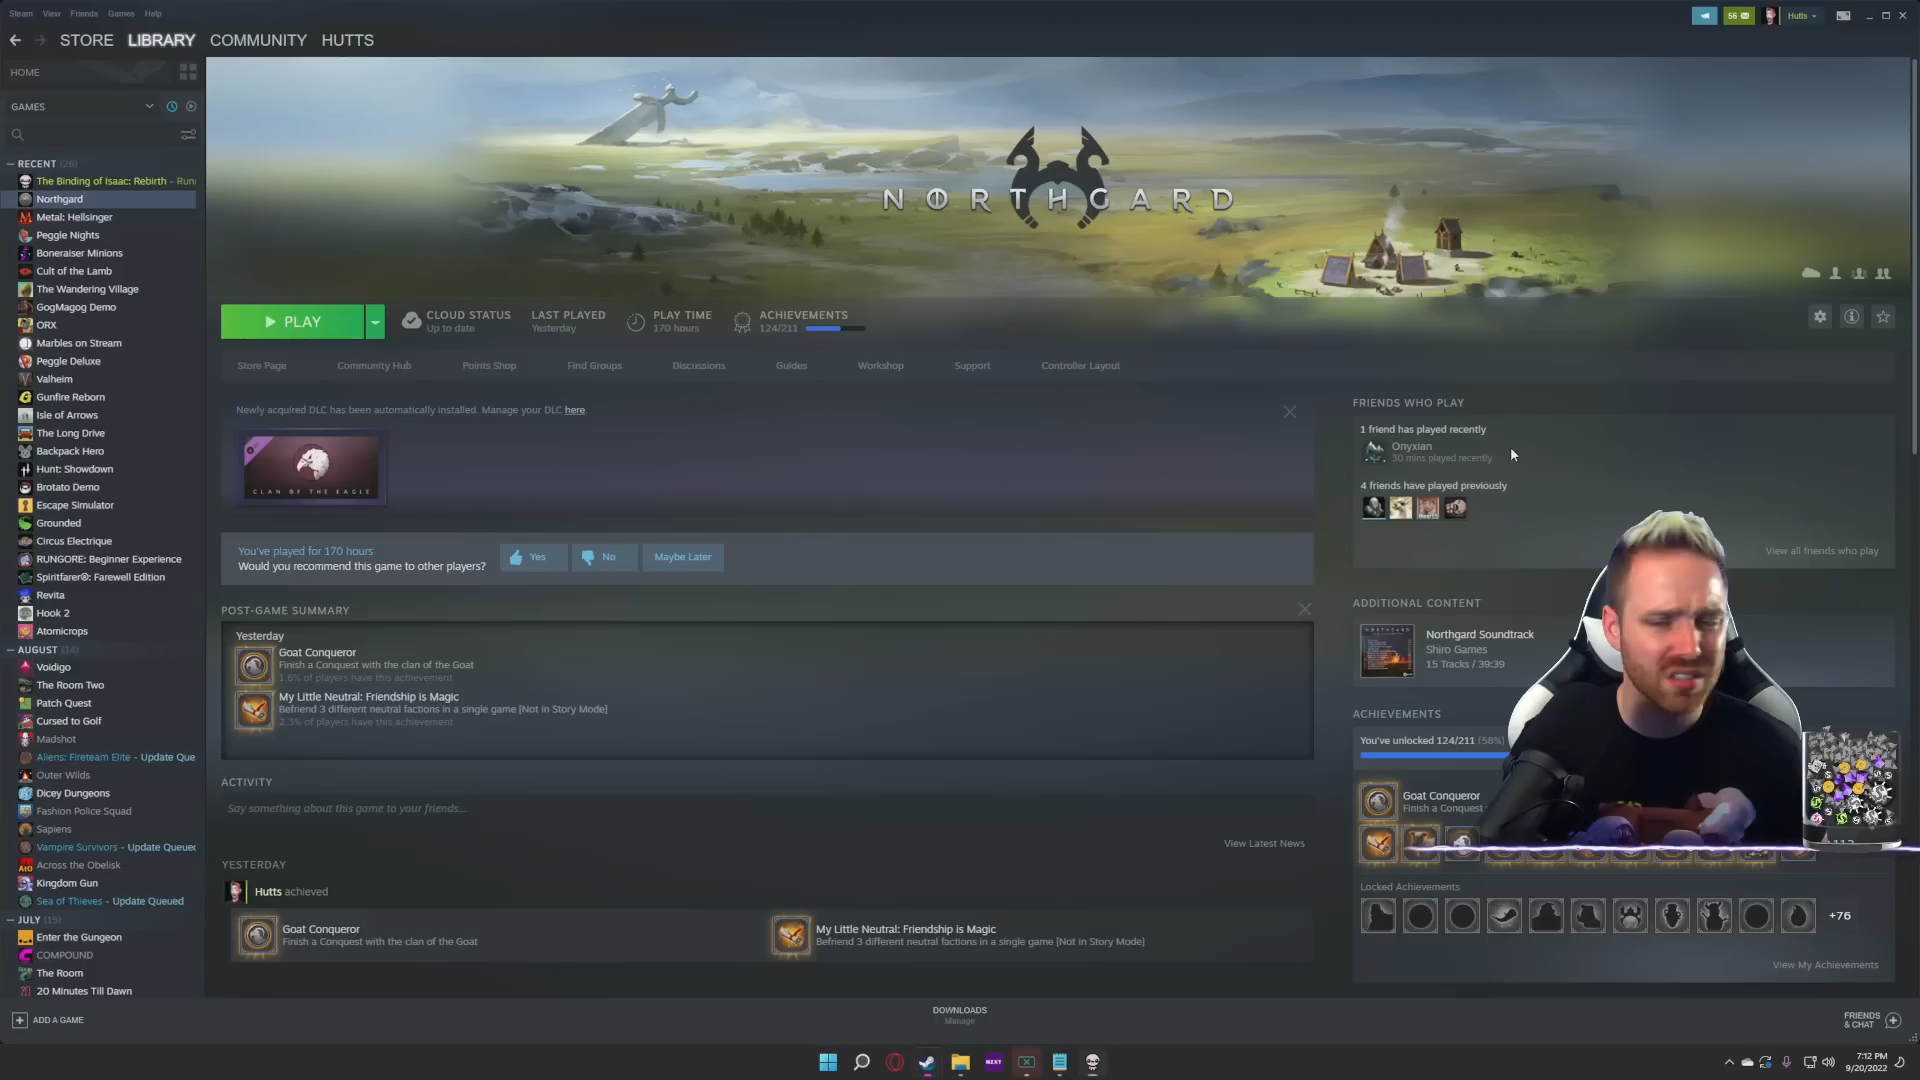 Steam View Friends Games Help
56
Hutts
STORE LIBRARY COMMUNITY HUTTS
HOME
GAMES
RECENT (26)
The Binding of Isaac: Rebirth - Runn
Northgard
Metal: Hellsinger
Peggle Nights
Boneraiser Minions
Cult of the Lamb
The Wandering Village
GogMagog Demo
ORX
Marbles on Stream
Peggle Deluxe
Valheim
Gunfire Reborn
Isle of Arrows
The Long Drive
Backpack Hero
Hunt: Showdown
Brotato Demo
Escape Simulator
Grounded
Circus Electrique
RUNGORE: Beginner Experience
Spiritfarer®: Farewell Edition
Revita
Hook 2
Atomicrops
AUGUST (14)
Voidigo
The Room Two
Patch Quest
Cursed to Golf
Madshot
Aliens: Fireteam Elite - Update Que
Outer Wilds
Dicey Dungeons
Fashion Police Squad
Sapiens
Vampire Survivors - Update Queued
Across the Obelisk
Kingdom Gun
Sea of Thieves - Update Queued
JULY (19)
Enter the Gungeon
COMPOUND
The Room
20 Minutes Till Dawn
ADD A GAME
NORTHGARD
PLAY
CLOUD STATUS
Up to date
LAST PLAYED
Yesterday
PLAY TIME
170 hours
ACHIEVEMENTS
124/211
Store Page Community Hub Points Shop Find Groups Discussions Guides Workshop Support Controller Layout
Newly acquired DLC has been automatically installed. Manage your DLC here.
CLAN OF THE EAGLE
You've played for 170 hours
Would you recommend this game to other players?
Yes No Maybe Later
POST-GAME SUMMARY
Yesterday
Goat Conqueror
Finish a Conquest with the clan of the Goat
1.6% of players have this achievement
My Little Neutral: Friendship is Magic
Befriend 3 different neutral factions in a single game [Not in Story Mode]
2.3% of players have this achievement
ACTIVITY
Say something about this game to your friends...
View Latest News
YESTERDAY
Hutts achieved
Goat Conqueror
Finish a Conquest with the clan of the Goat
My Little Neutral: Friendship is Magic
Befriend 3 different neutral factions in a single game [Not in Story Mode]
FRIENDS WHO PLAY
1 friend has played recently
Onyxian
30 mins played recently
4 friends have played previously
View all friends who play
ADDITIONAL CONTENT
NORTHGARD
Northgard Soundtrack
Shiro Games
15 Tracks / 39:39
ACHIEVEMENTS
You've unlocked 124/211 (58%)
Goat Conqueror
Finish a Conquest
Locked Achievements
+76
View My Achievements
DOWNLOADS
Manage
FRIENDS
& CHAT
NZXT
7:12 PM
9/20/2022